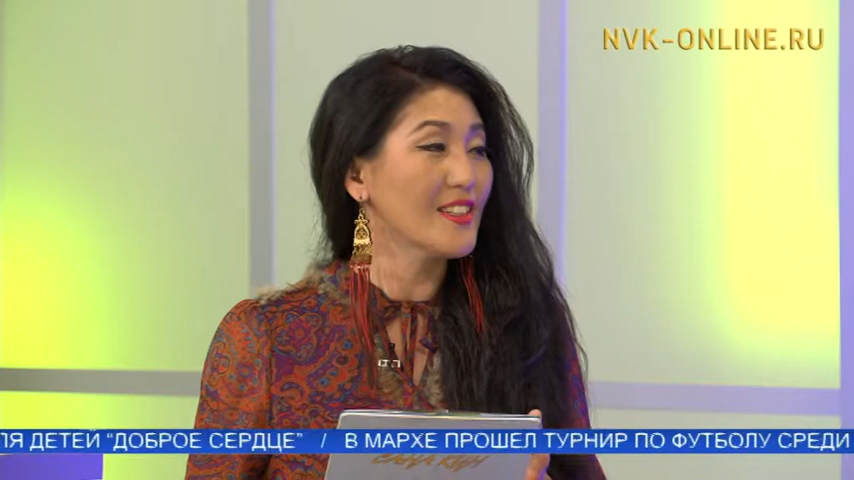 NVK-ONLINE.RU
ЛЯ ДЕТЕЙ “ДОБРОЕ СЕРДЦЕ” / В МАРХЕ ПРОШЕЛ ТУРНИР ПО ФУТБОЛУ СРЕДИ